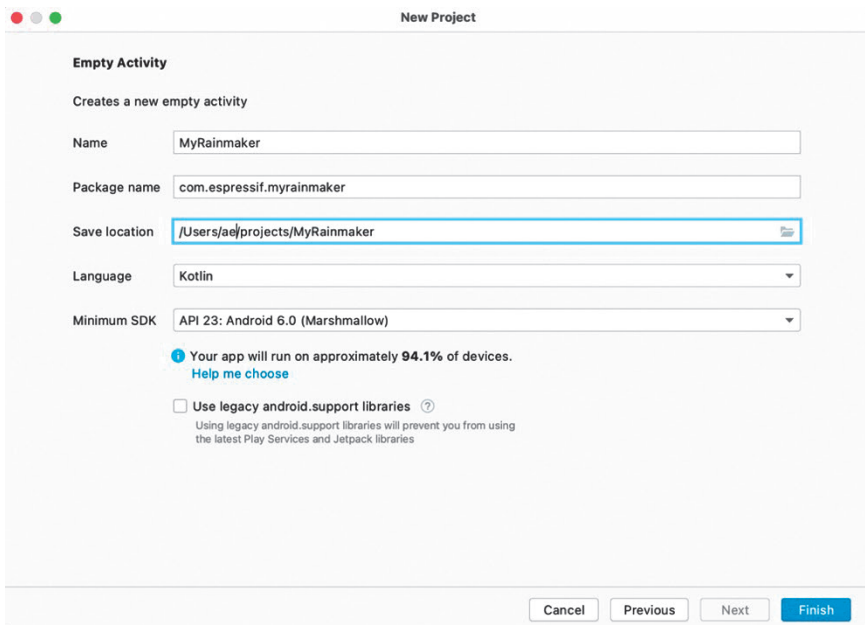 New Project
Empty Activity
Creates a new empty activity
Name MyRainmaker
Package name com.espressif.myrainmaker
Save location /Users/ae/projects/MyRainmaker
Language Kotlin
Minimum SDK API 23: Android 6.0 (Marshmallow)
i Your app will run on approximately 94.1% of devices.
Help me choose
Use legacy android.support libraries ?
Using legacy android.support libraries will prevent you from using
the latest Play Services and Jetpack libraries
Cancel Previous Next Finish